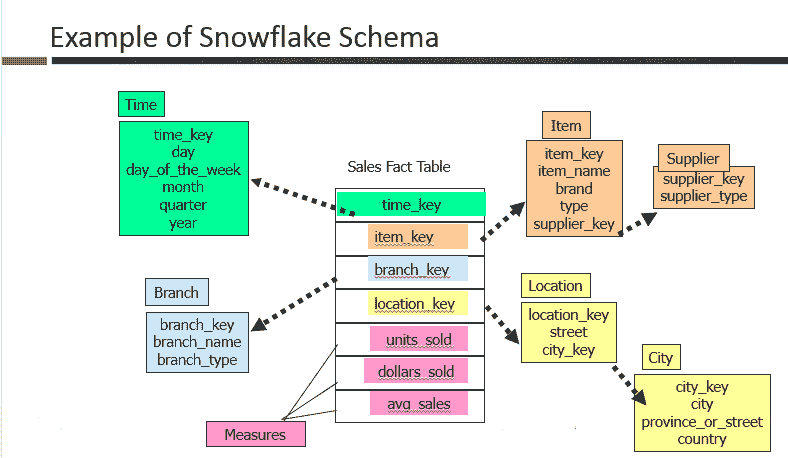 Example of Snowflake Schema
Time
time_key
day
day_of_the_week
month
quarter
year
Branch
branch_key
branch_name
branch_type
Sales Fact Table
time_key
item_key
branch_key
location_key
units_sold
dollars_sold
avg_sales
Measures
Item
item_key
item_name
brand
type
supplier_key
Supplier
supplier_key
supplier_type
Location
location_key
street
city_key
City
city_key
city
province_or_street
country